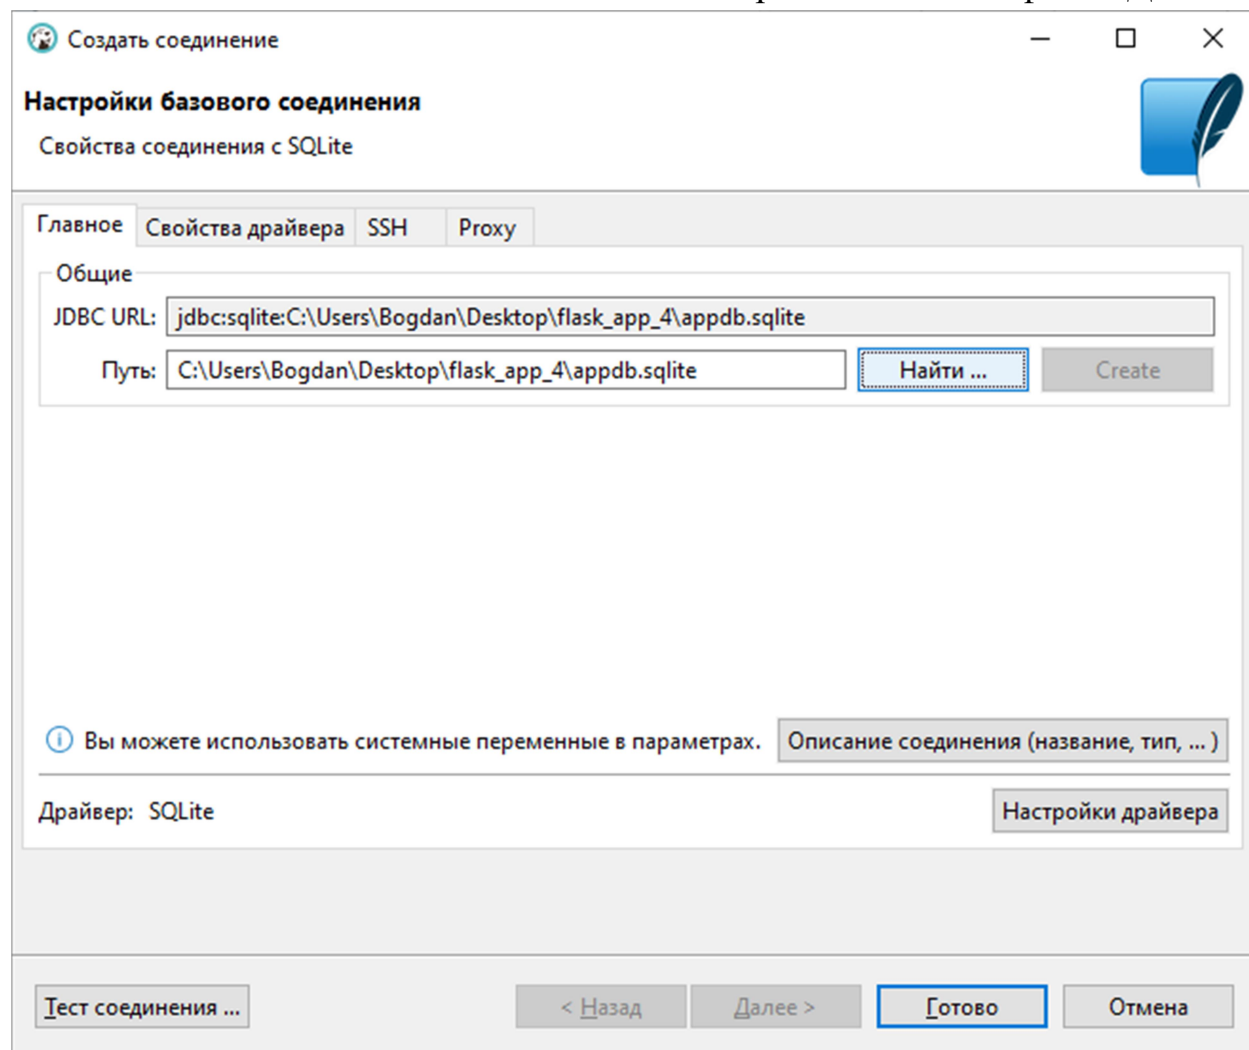 Создать соединение
Настройки базового соединения
Свойства соединения с SQLite
Главное Свойства драйвера SSH Proxy
Общие
JDBC URL: jdbc:sqlite:C:\Users\Bogdan\Desktop\flask_app_4\appdb.sqlite
Путь: C:\Users\Bogdan\Desktop\flask_app_4\appdb.sqlite Найти ... Create
Вы можете использовать системные переменные в параметрах. Описание соединения (название, тип, ... )
Драйвер: SQLite Настройки драйвера
Тест соединения ... < Назад Далее > Готово Отмена